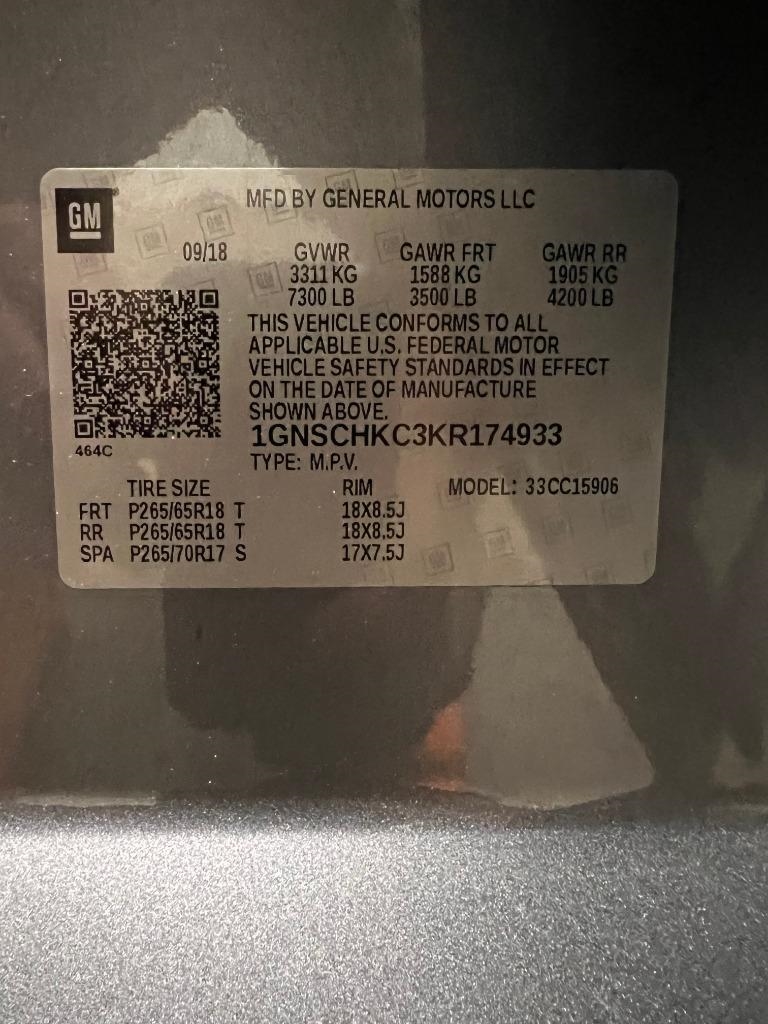 GM
MFD BY GENERAL MOTORS LLC
09/18 GVWR GAWR FRT GAWR RR
3311 KG 1588 KG 1905 KG
7300 LB 3500 LB 4200 LB
THIS VEHICLE CONFORMS TO ALL
APPLICABLE U.S. FEDERAL MOTOR
VEHICLE SAFETY STANDARDS IN EFFECT
ON THE DATE OF MANUFACTURE
SHOWN ABOVE.
1GNSCHKC3KR174933
464C
TYPE: M.P.V.
TIRE SIZE RIM MODEL: 33CC15906
FRT P265/65R18 T 18X8.5J
RR P265/65R18 T 18X8.5J
SPA P265/70R17 S 17X7.5J